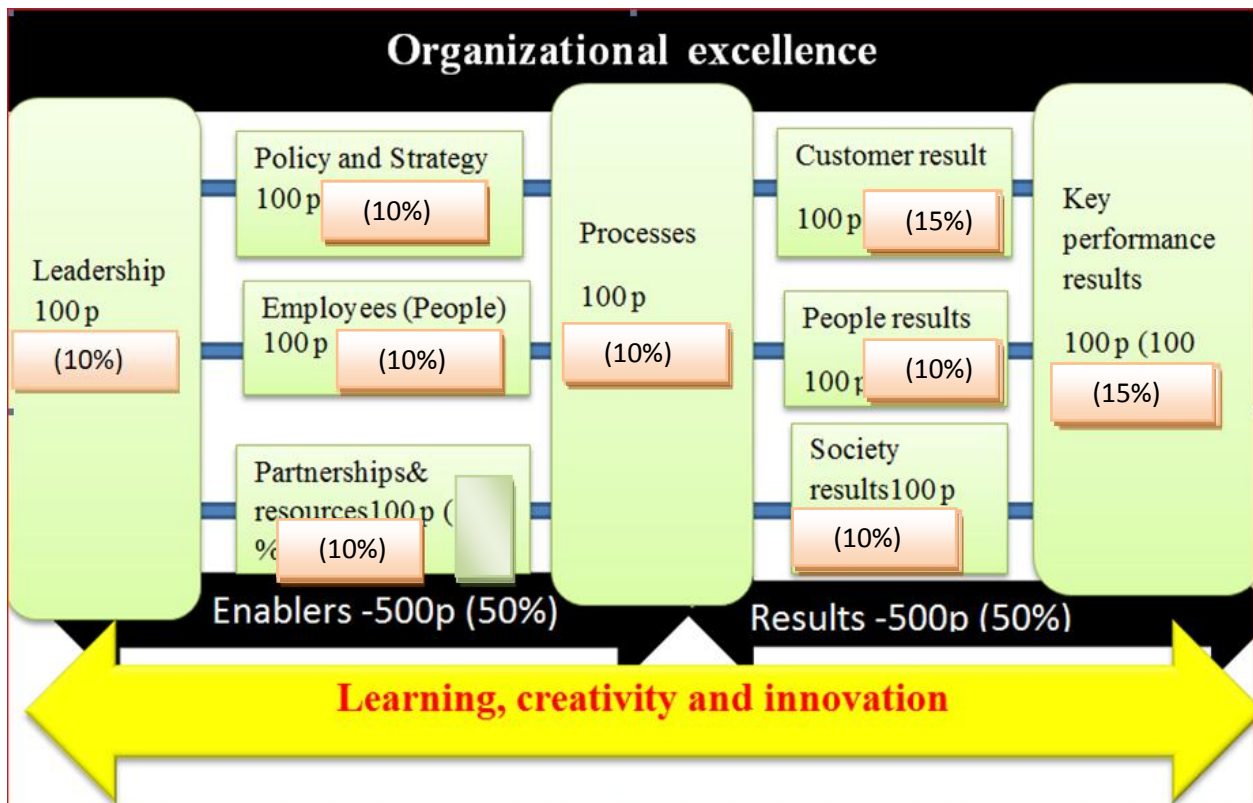 Organizational excellence
Leadership
100 p
(10%)
Policy and Strategy
100 p
(10%)
Employees (People)
100 p
(10%)
Partnerships&
resources100 p (
%
(10%)
Processes
100 p
(10%)
Customer result
100 p
(15%)
People results
100 p
(10%)
Society
results100 p
(10%)
Key
performance
results
100 p (100
(15%)
Enablers -500p (50%)
Results -500p (50%)
Learning, creativity and innovation